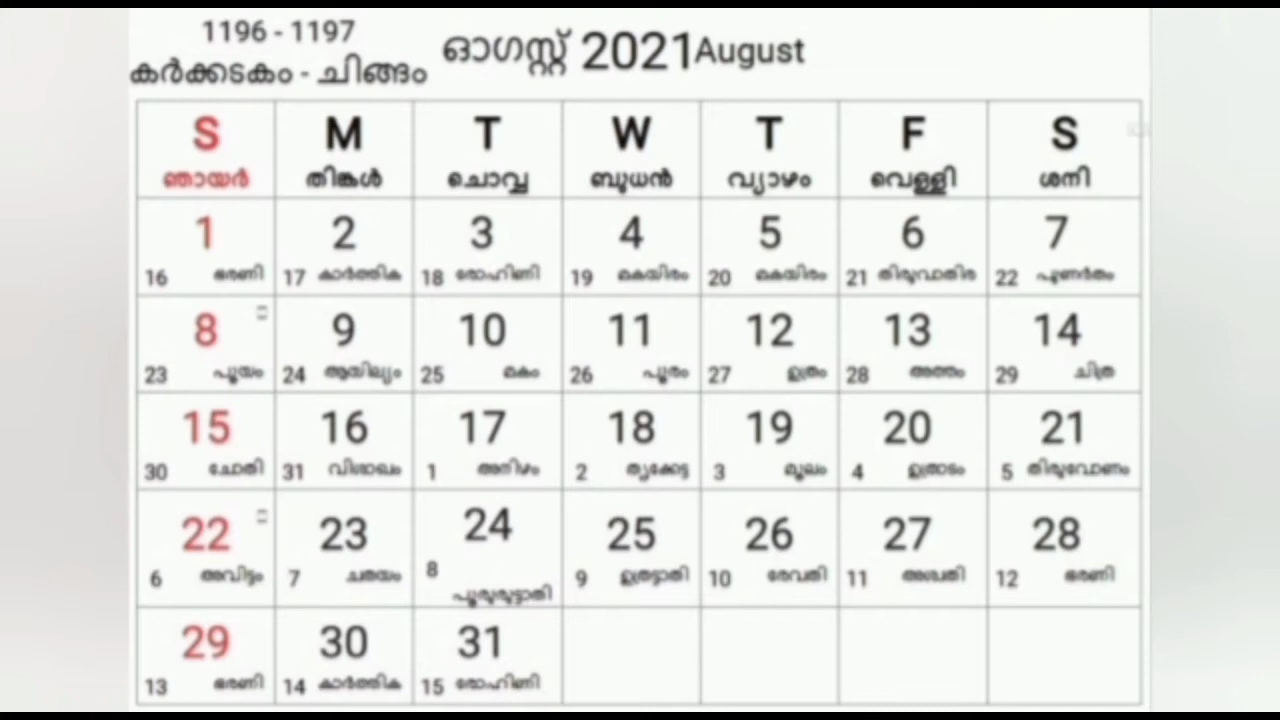 1196 - 1197
കർക്കടകം - ചിങ്ങം
ഓഗസ്റ്റ് 2021 August
S M T W T F S
ഞായർ തിങ്കൾ ചൊവ്വ ബുധൻ വ്യാഴം വെള്ളി ശനി
1 2 3 4 5 6 7
16 ഭരണി 17 കാർത്തിക 18 രോഹിണി 19 മകയിരം 20 മകയിരം 21 തിരുവാതിര 22 പുണർതം
8 9 10 11 12 13 14
23 പൂയം 24 ആയില്യം 25 മകം 26 പൂരം 27 ഉത്രം 28 അത്തം 29 ചിത്ര
15 16 17 18 19 20 21
30 ചോതി 31 വിശാഖം 1 അനിഴം 2 തൃക്കേട്ട 3 മൂലം 4 ഉത്രാടം 5 തിരുവോണം
22 23 24 25 26 27 28
6 അവിട്ടം 7 ചതയം 8 പൂരുരുട്ടാതി 9 ഉത്രട്ടാതി 10 രേവതി 11 അശ്വതി 12 ഭരണി
29 30 31
13 ഭരണി 14 കാർത്തിക 15 രോഹിണി